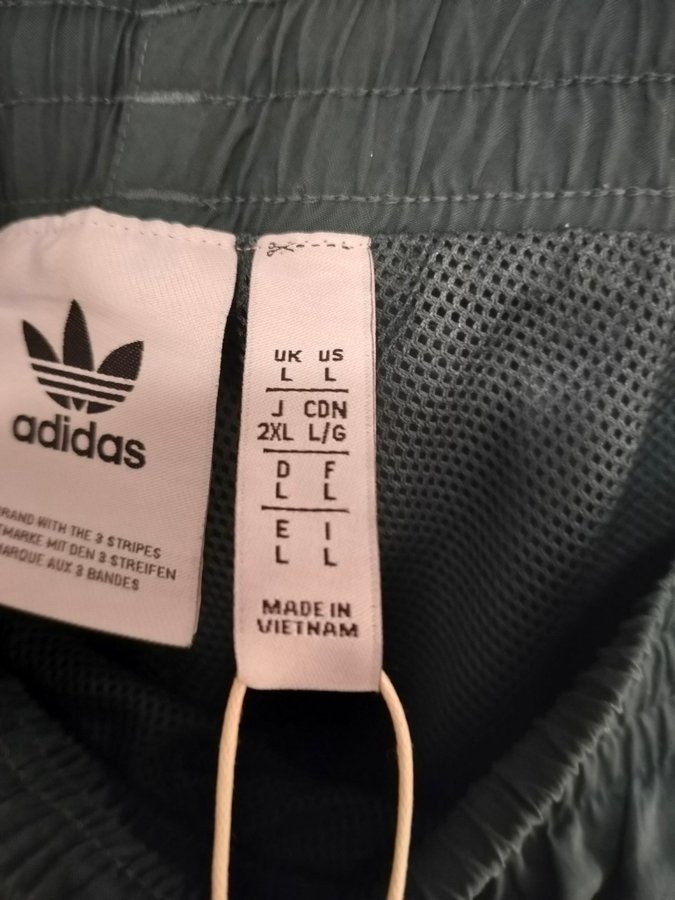 adidas
BRAND WITH THE 3 STRIPES
MARKE MIT DEN 3 STREIFEN
MARQUE AUX 3 BANDES
UK US
L L
J CDN
2XL L/G
D F
L L
E I
L L
MADE IN
VIETNAM